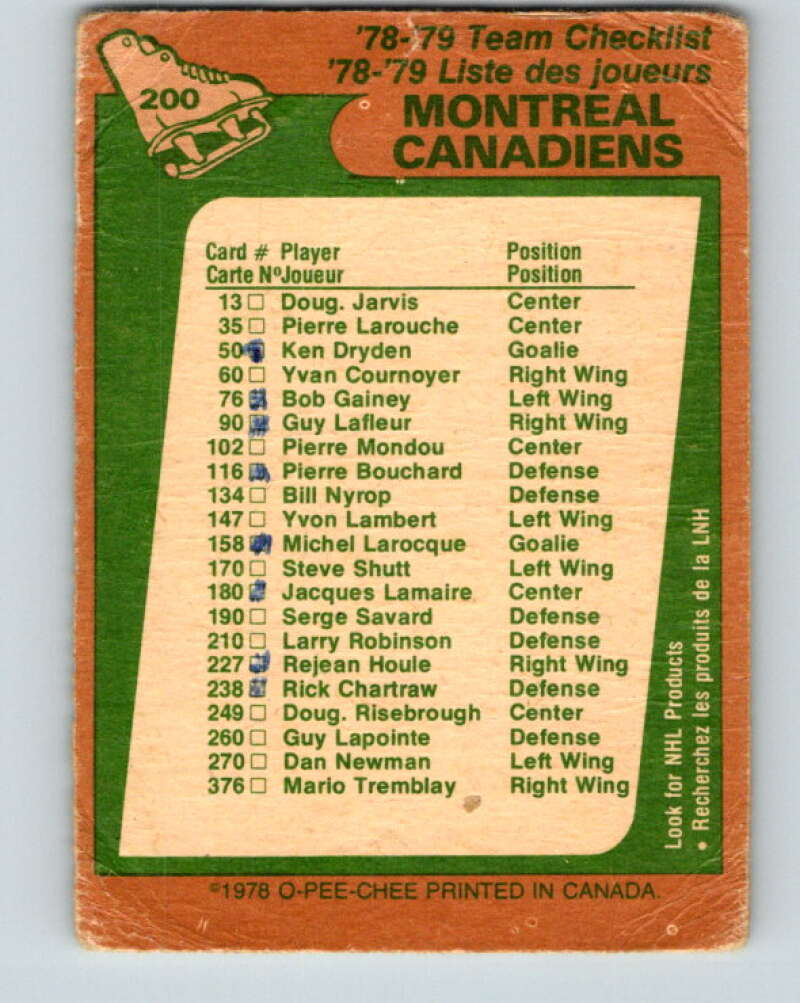 '78-'79 Team Checklist
'78-'79 Liste des joueurs
200
MONTREAL
CANADIENS
Card # Player Position
Carte Nº Joueur Position
13 □ Doug. Jarvis Center
35 □ Pierre Larouche Center
50 Ken Dryden Goalie
60 □ Yvan Cournoyer Right Wing
76 Bob Gainey Left Wing
90 Guy Lafleur Right Wing
102 □ Pierre Mondou Center
116 Pierre Bouchard Defense
134 □ Bill Nyrop Defense
147 □ Yvon Lambert Left Wing
158 Michel Larocque Goalie
170 □ Steve Shutt Left Wing
180 Jacques Lamaire Center
190 □ Serge Savard Defense
210 □ Larry Robinson Defense
227 Rejean Houle Right Wing
238 Rick Chartraw Defense
249 □ Doug. Risebrough Center
260 □ Guy Lapointe Defense
270 □ Dan Newman Left Wing
376 □ Mario Tremblay Right Wing
Look for NHL Products
• Recherchez les produits de la LNH
©1978 O-PEE-CHEE PRINTED IN CANADA.